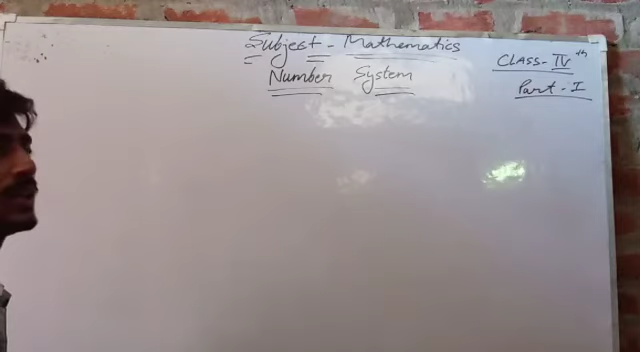 Subject - Mathematics
Number System
CLASS - IV th
Part - I